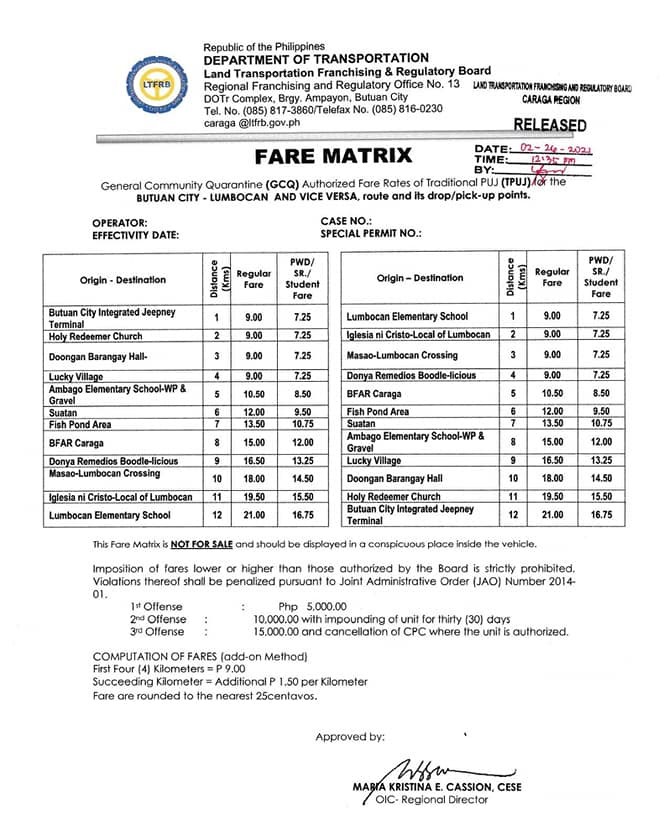 Republic of the Philippines
DEPARTMENT OF TRANSPORTATION
Land Transportation Franchising & Regulatory Board
Regional Franchising and Regulatory Office No. 13
DOTr Complex, Brgy. Ampayon, Butuan City
Tel. No. (085) 817-3860/Telefax No. (085) 816-0230
caraga @ltfrb.gov.ph
LTFRB
LAND TRANSPORTATION FRANCHISING AND REGULATORY BOARD
CARAGA REGION
RELEASED
DATE: 02-26-2021
TIME: 12:35 PM
BY:
FARE MATRIX
General Community Quarantine (GCQ) Authorized Fare Rates of Traditional PUJ (TPUJ) for the
BUTUAN CITY - LUMBOCAN AND VICE VERSA, route and its drop/pick-up points.
OPERATOR: CASE NO.:
EFFECTIVITY DATE: SPECIAL PERMIT NO.:
Origin - Destination Distance (Kms) Regular Fare PWD/ SR./ Student Fare
Butuan City Integrated Jeepney Terminal 1 9.00 7.25
Holy Redeemer Church 2 9.00 7.25
Doongan Barangay Hall- 3 9.00 7.25
Lucky Village 4 9.00 7.25
Ambago Elementary School-WP & Gravel 5 10.50 8.50
Suatan 6 12.00 9.50
Fish Pond Area 7 13.50 10.75
BFAR Caraga 8 15.00 12.00
Donya Remedios Boodle-licious 9 16.50 13.25
Masao-Lumbocan Crossing 10 18.00 14.50
Iglesia ni Cristo-Local of Lumbocan 11 19.50 15.50
Lumbocan Elementary School 12 21.00 16.75
Origin – Destination Distance (Kms) Regular Fare PWD/ SR./ Student Fare
Lumbocan Elementary School 1 9.00 7.25
Iglesia ni Cristo-Local of Lumbocan 2 9.00 7.25
Masao-Lumbocan Crossing 3 9.00 7.25
Donya Remedios Boodle-licious 4 9.00 7.25
BFAR Caraga 5 10.50 8.50
Fish Pond Area 6 12.00 9.50
Suatan 7 13.50 10.75
Ambago Elementary School-WP & Gravel 8 15.00 12.00
Lucky Village 9 16.50 13.25
Doongan Barangay Hall 10 18.00 14.50
Holy Redeemer Church 11 19.50 15.50
Butuan City Integrated Jeepney Terminal 12 21.00 16.75
This Fare Matrix is NOT FOR SALE and should be displayed in a conspicuous place inside the vehicle.
Imposition of fares lower or higher than those authorized by the Board is strictly prohibited.
Violations thereof shall be penalized pursuant to Joint Administrative Order (JAO) Number 2014-
01.
1st Offense : Php 5,000.00
2nd Offense : 10,000.00 with impounding of unit for thirty (30) days
3rd Offense : 15,000.00 and cancellation of CPC where the unit is authorized.
COMPUTATION OF FARES (add-on Method)
First Four (4) Kilometers = P 9.00
Succeeding Kilometer = Additional P 1.50 per Kilometer
Fare are rounded to the nearest 25centavos.
Approved by:
MARIA KRISTINA E. CASSION, CESE
OIC- Regional Director